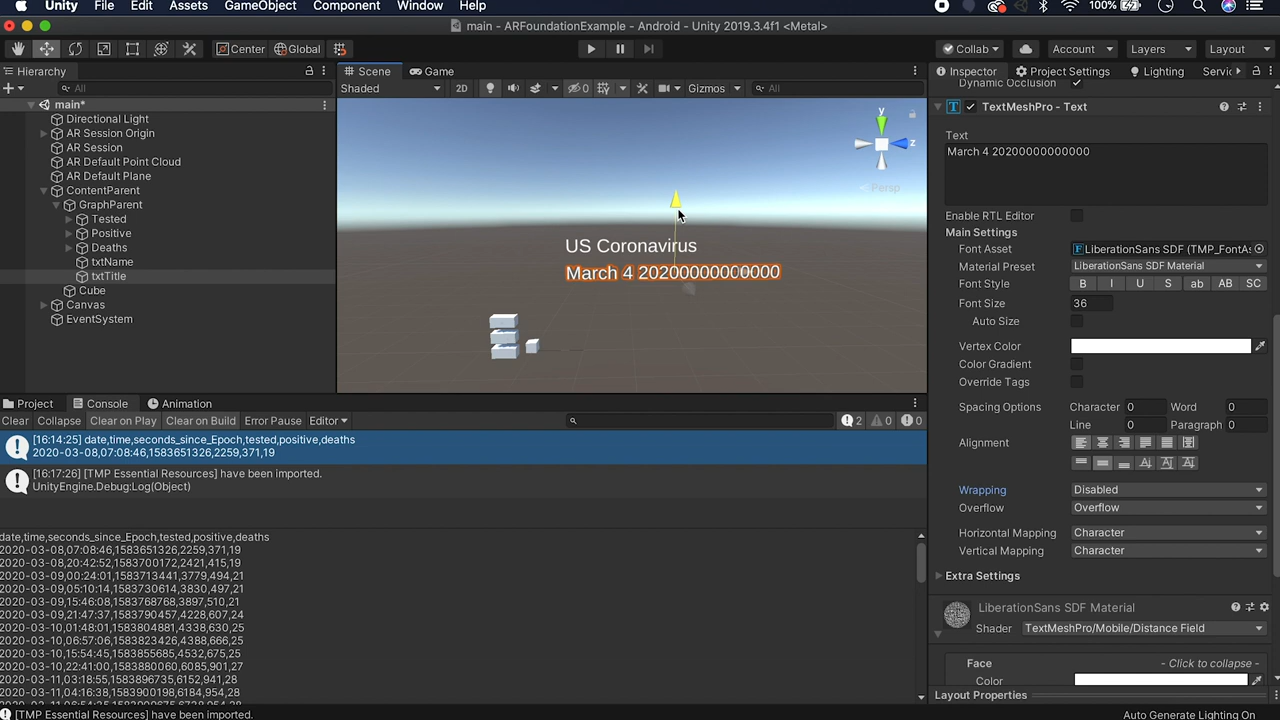 Unity File Edit Assets GameObject Component Window Help 100%
main - ARFoundationExample - Android - Unity 2019.3.4f1 <Metal>
Center Global Collab Account Layers Layout
Hierarchy Scene Game Inspector Project Settings Lighting Servic
All Shaded 2D 0 Gizmos All Dynamic Occlusion
main*
Directional Light
AR Session Origin
AR Session
AR Default Point Cloud
AR Default Plane
ContentParent
GraphParent
Tested
Positive
Deaths
txtName
txtTitle
Cube
Canvas
EventSystem
y
z
Persp
US Coronavirus
March 4 20200000000000
TextMeshPro - Text
Text
March 4 20200000000000
Enable RTL Editor
Main Settings
Font Asset LiberationSans SDF (TMP_FontAs
Material Preset LiberationSans SDF Material
Font Style B I U S ab AB SC
Font Size 36
Auto Size
Vertex Color
Color Gradient
Override Tags
Spacing Options Character 0 Word 0
Line 0 Paragraph 0
Alignment
Wrapping Disabled
Overflow Overflow
Horizontal Mapping Character
Vertical Mapping Character
Extra Settings
LiberationSans SDF Material
Shader TextMeshPro/Mobile/Distance Field
Face - Click to collapse -
Color
Layout Properties
Project Console Animation
Clear Collapse Clear on Play Clear on Build Error Pause Editor 2 0 0
[16:14:25] date,time,seconds_since_Epoch,tested,positive,deaths
2020-03-08,07:08:46,1583651326,2259,371,19
[16:17:26] [TMP Essential Resources] have been imported.
UnityEngine.Debug:Log(Object)
date,time,seconds_since_Epoch,tested,positive,deaths
2020-03-08,07:08:46,1583651326,2259,371,19
2020-03-08,20:42:52,1583700172,2421,415,19
2020-03-09,00:24:01,1583713441,3779,494,21
2020-03-09,05:10:14,1583730614,3830,497,21
2020-03-09,15:46:08,1583768768,3897,510,21
2020-03-09,21:47:37,1583790457,4228,607,24
2020-03-10,01:48:01,1583804881,4338,630,25
2020-03-10,06:57:06,1583823426,4388,666,25
2020-03-10,15:54:45,1583855685,4532,675,25
2020-03-10,22:41:00,1583880060,6085,901,27
2020-03-11,03:18:55,1583896735,6152,941,28
2020-03-11,04:16:38,1583900198,6184,954,28
[TMP Essential Resources] have been imported.
Auto Generate Lighting On